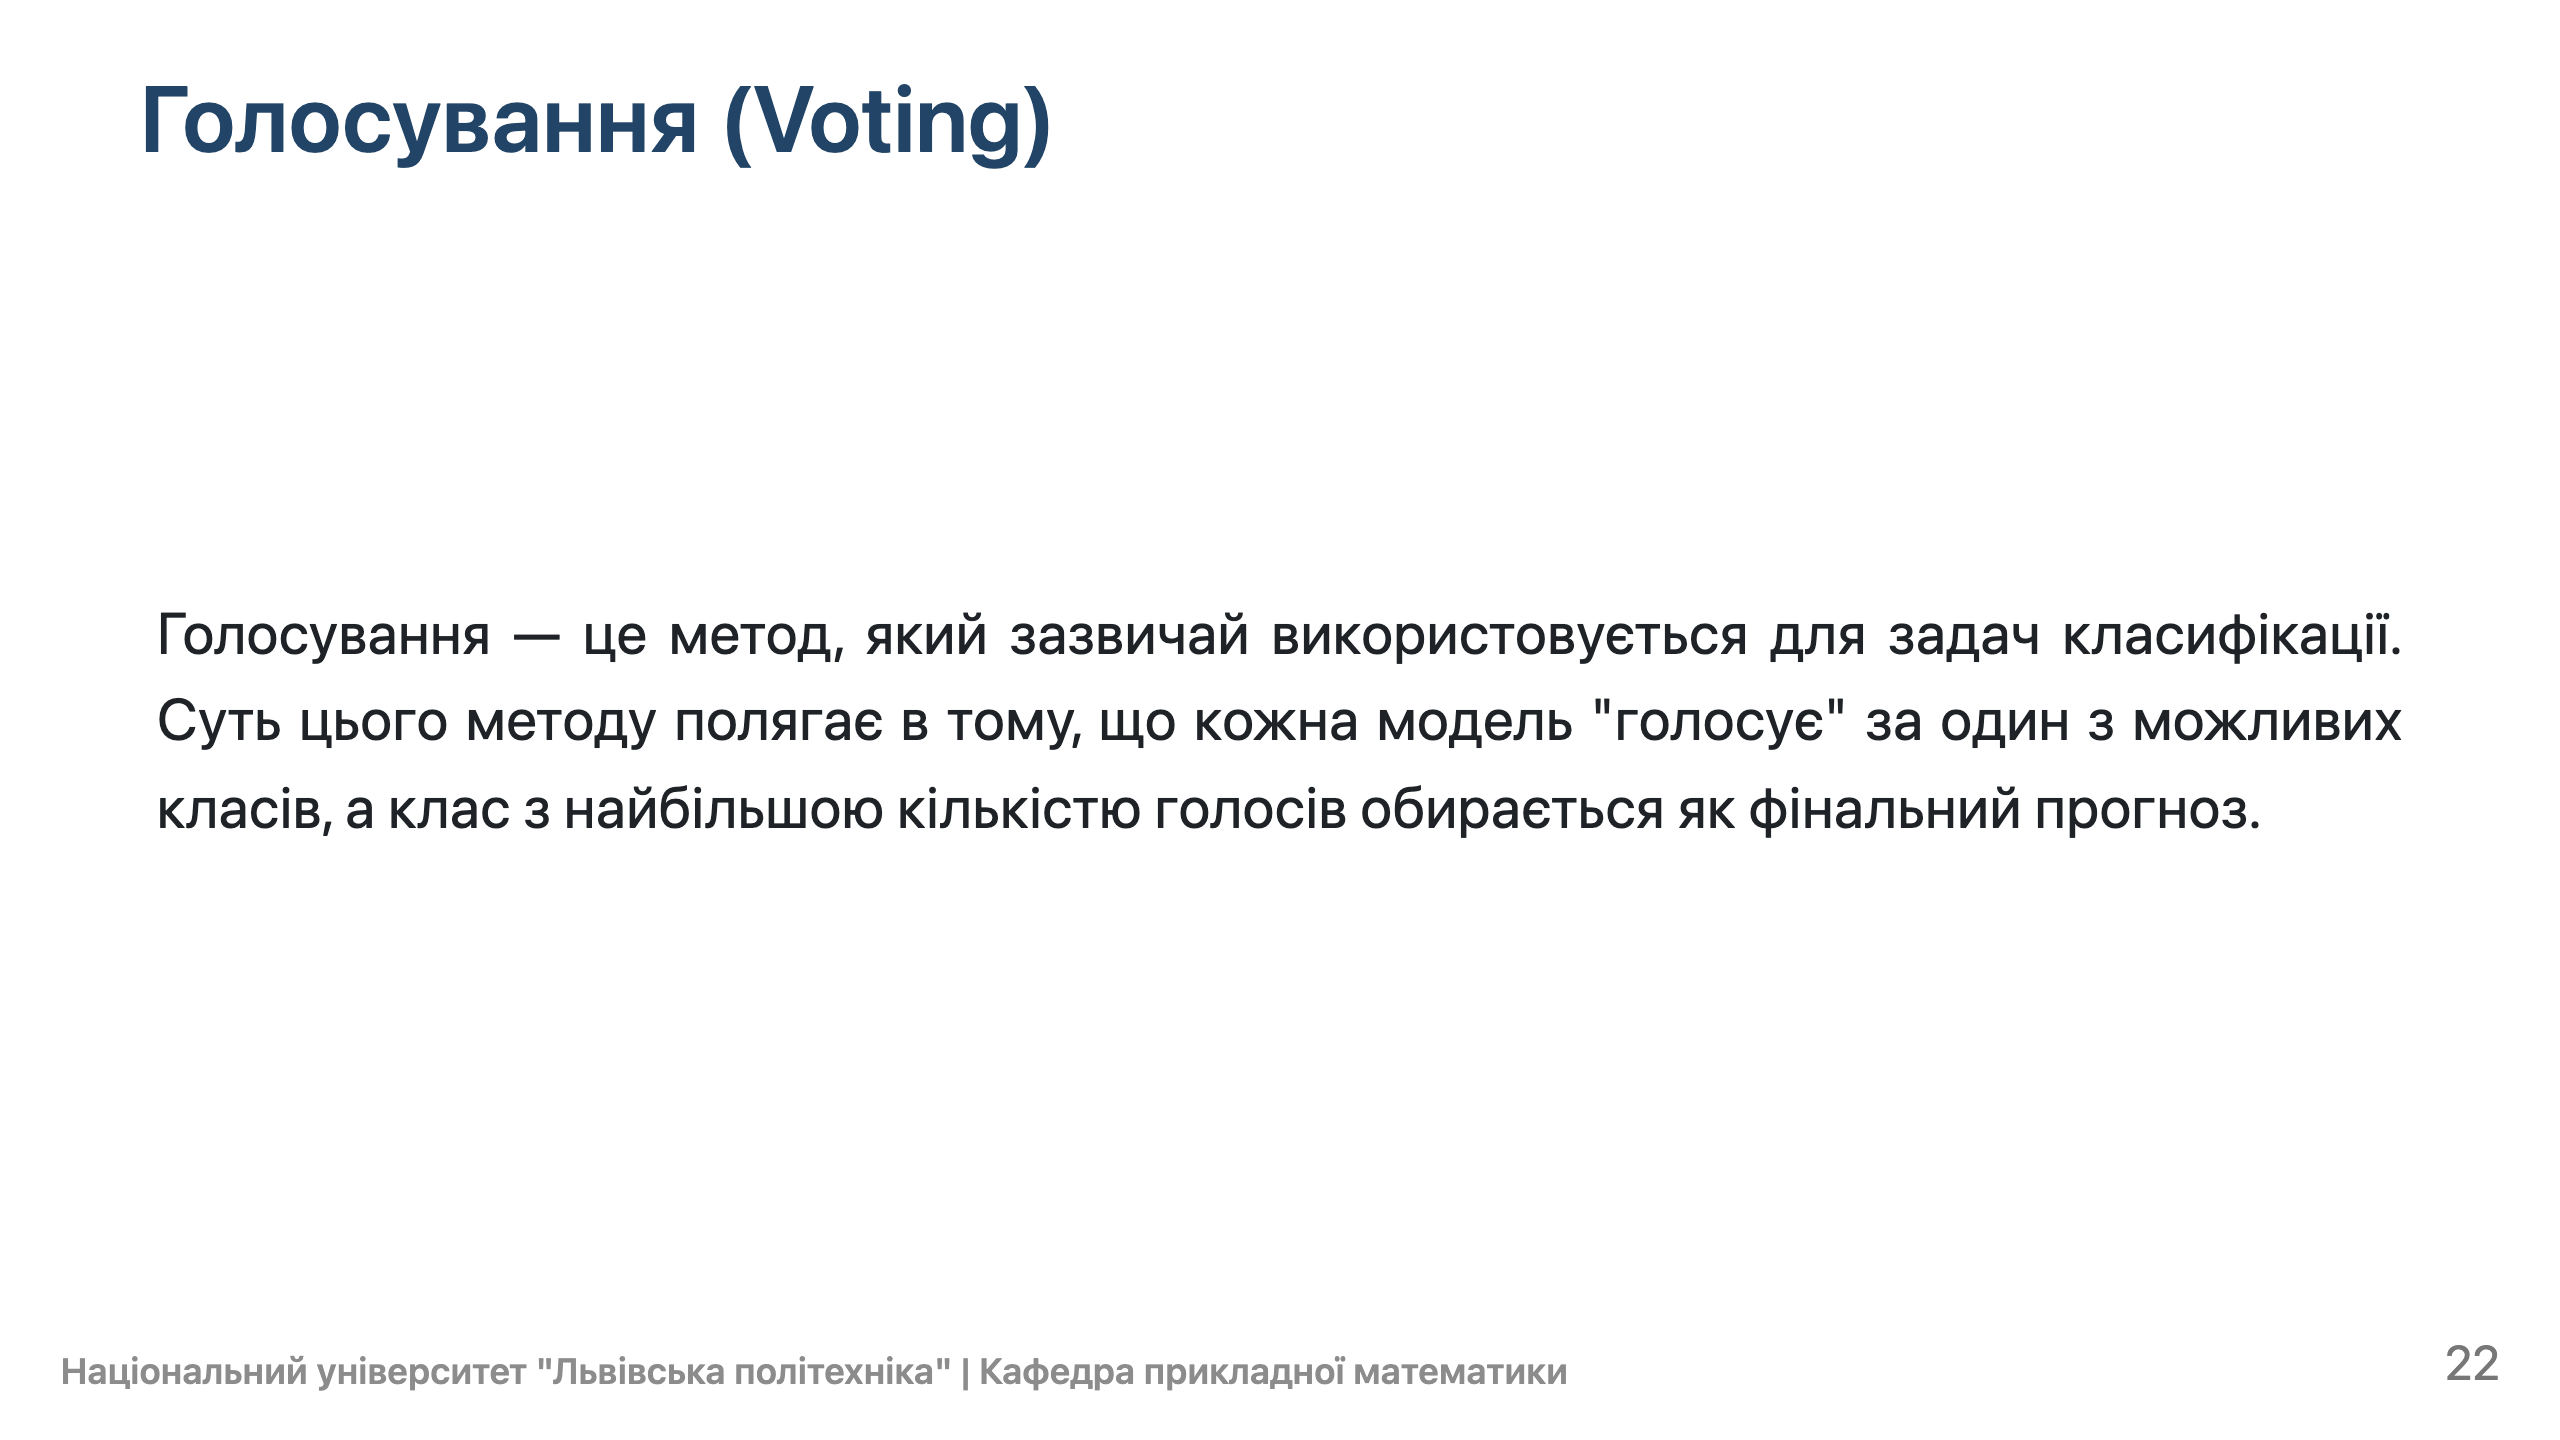 Голосування (Voting)
Голосування — це метод, який зазвичай використовується для задач класифікації.
Суть цього методу полягає в тому, що кожна модель "голосує" за один з можливих
класів, а клас з найбільшою кількістю голосів обирається як фінальний прогноз.
Національний університет "Львівська політехніка" | Кафедра прикладної математики
22